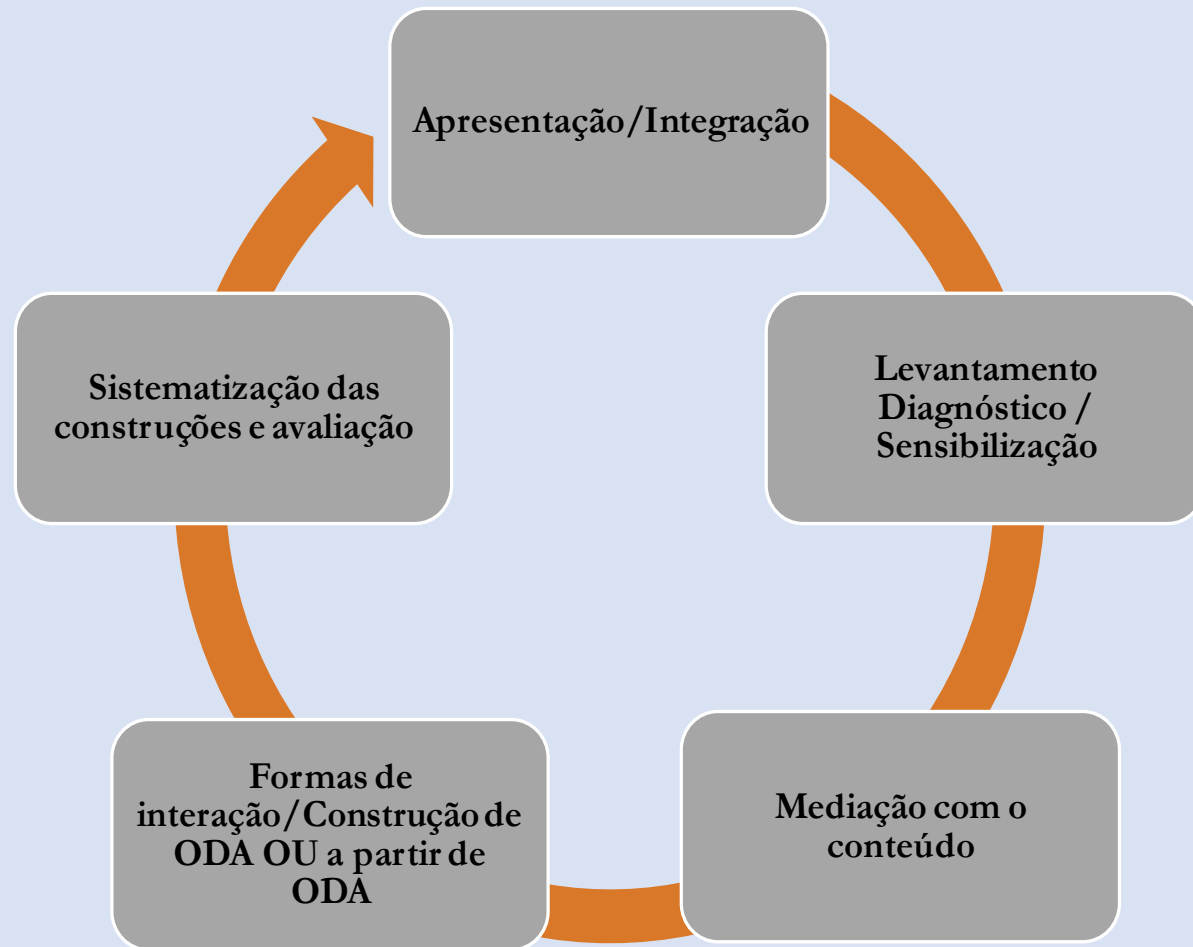 Apresentação/Integração
Levantamento
Diagnóstico /
Sensibilização
Mediação com o
conteúdo
Formas de
interação/Construção de
ODA OU a partir de
ODA
Sistematização das
construções e avaliação